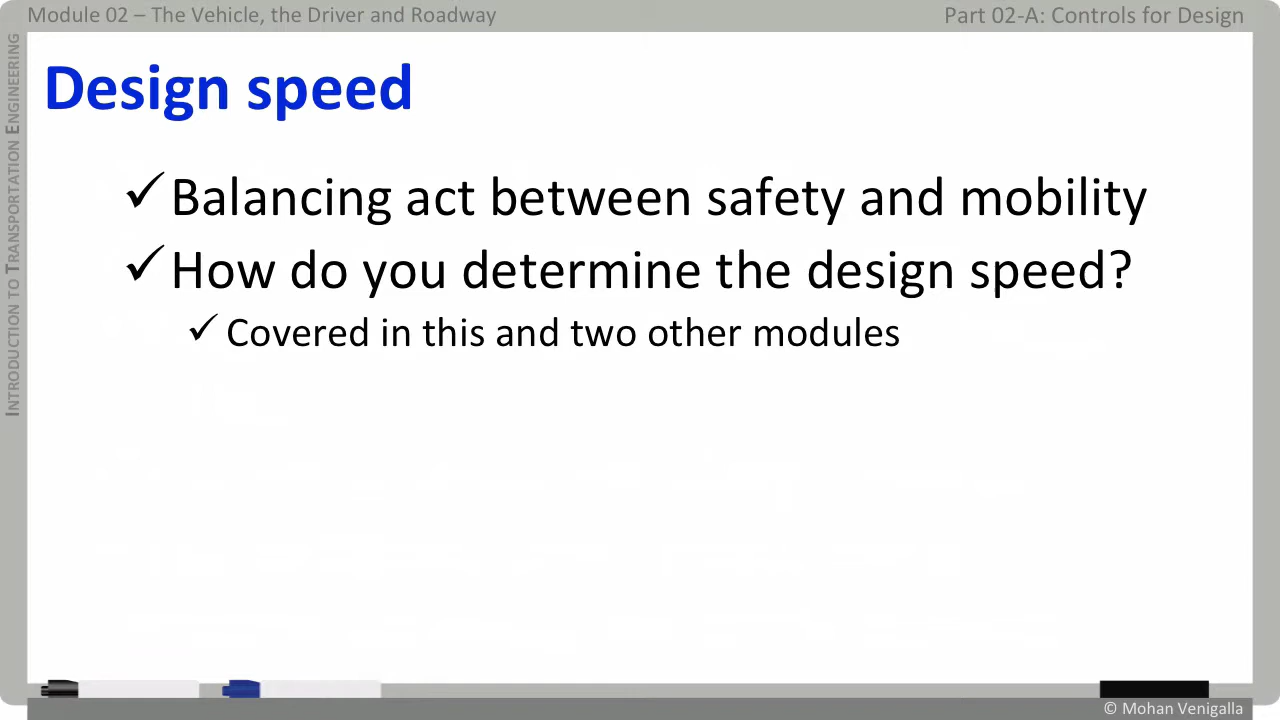 Module 02 – The Vehicle, the Driver and Roadway
Part 02-A: Controls for Design
INTRODUCTION TO TRANSPORTATION ENGINEERING
Design speed
✓Balancing act between safety and mobility
✓How do you determine the design speed?
✓Covered in this and two other modules
© Mohan Venigalla